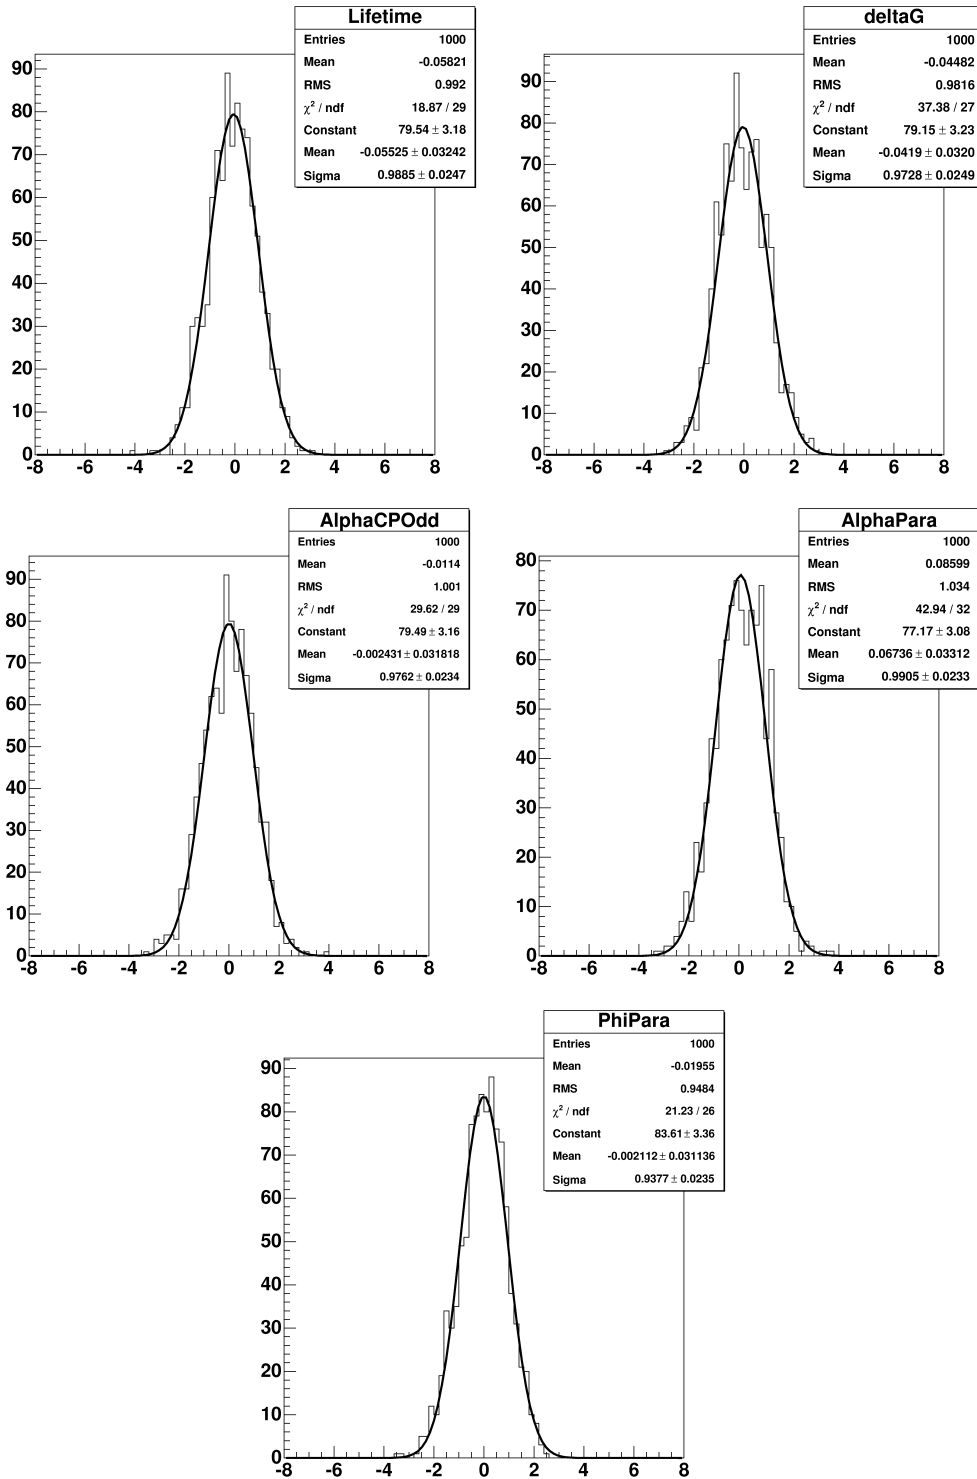 Lifetime
Entries 1000
Mean -0.05821
RMS 0.992
χ² / ndf 18.87 / 29
Constant 79.54 ± 3.18
Mean -0.05525 ± 0.03242
Sigma 0.9885 ± 0.0247
90
80
70
60
50
40
30
20
10
0
-8 -6 -4 -2 0 2 4 6 8
deltaG
Entries 1000
Mean -0.04482
RMS 0.9816
χ² / ndf 37.38 / 27
Constant 79.15 ± 3.23
Mean -0.0419 ± 0.0320
Sigma 0.9728 ± 0.0249
90
80
70
60
50
40
30
20
10
0
-8 -6 -4 -2 0 2 4 6 8
AlphaCPOdd
Entries 1000
Mean -0.0114
RMS 1.001
χ² / ndf 29.62 / 29
Constant 79.49 ± 3.16
Mean -0.002431 ± 0.031818
Sigma 0.9762 ± 0.0234
90
80
70
60
50
40
30
20
10
0
-8 -6 -4 -2 0 2 4 6 8
AlphaPara
Entries 1000
Mean 0.08599
RMS 1.034
χ² / ndf 42.94 / 32
Constant 77.17 ± 3.08
Mean 0.06736 ± 0.03312
Sigma 0.9905 ± 0.0233
80
70
60
50
40
30
20
10
0
-8 -6 -4 -2 0 2 4 6 8
PhiPara
Entries 1000
Mean -0.01955
RMS 0.9484
χ² / ndf 21.23 / 26
Constant 83.61 ± 3.36
Mean -0.002112 ± 0.031136
Sigma 0.9377 ± 0.0235
90
80
70
60
50
40
30
20
10
0
-8 -6 -4 -2 0 2 4 6 8